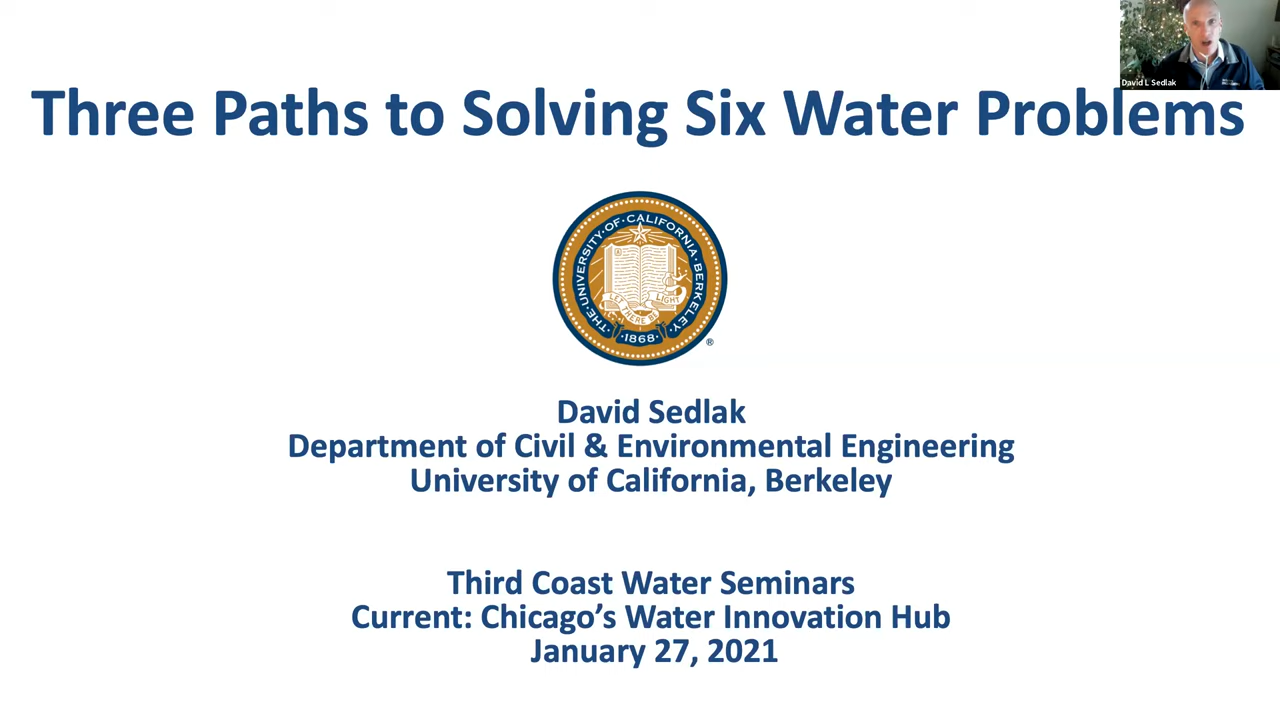 David L Sedlak
Three Paths to Solving Six Water Problems
THE·UNIVERSITY·OF·CALIFORNIA·BERKELEY
LET THERE BE LIGHT
·1868·
®
David Sedlak
Department of Civil & Environmental Engineering
University of California, Berkeley
Third Coast Water Seminars
Current: Chicago’s Water Innovation Hub
January 27, 2021